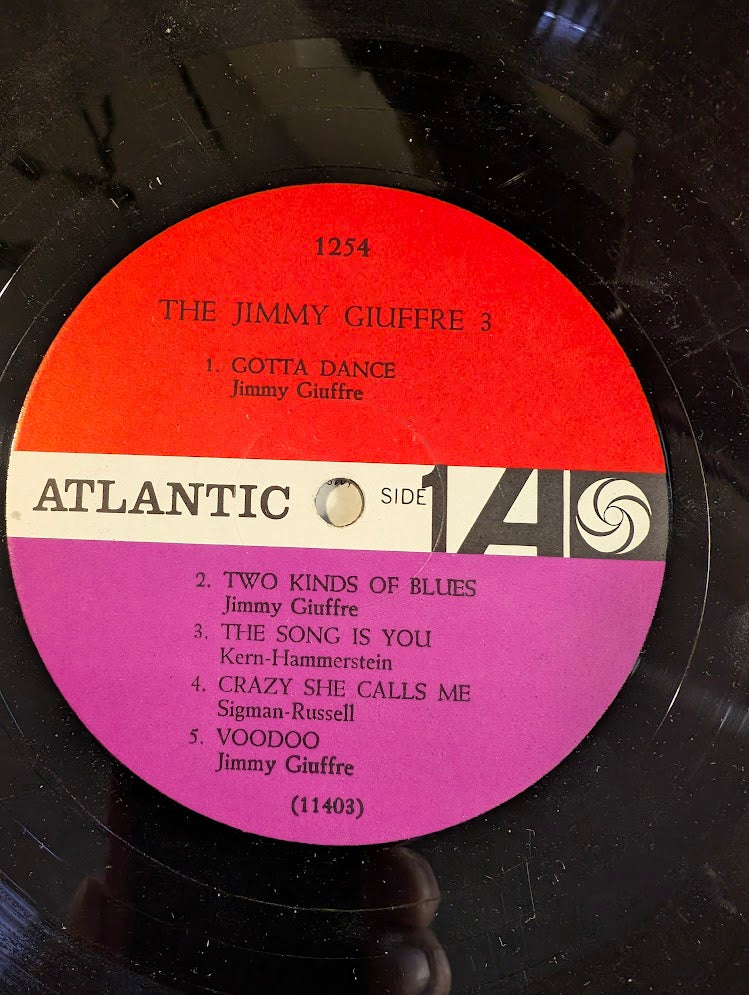 1254
THE JIMMY GIUFFRE 3
1. GOTTA DANCE
Jimmy Giuffre
ATLANTIC SIDE 1 A
2. TWO KINDS OF BLUES
Jimmy Giuffre
3. THE SONG IS YOU
Kern-Hammerstein
4. CRAZY SHE CALLS ME
Sigman-Russell
5. VOODOO
Jimmy Giuffre
(11403)